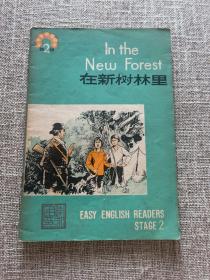 2
In the
New Forest
在新树林里
EASY ENGLISH READERS
STAGE 2